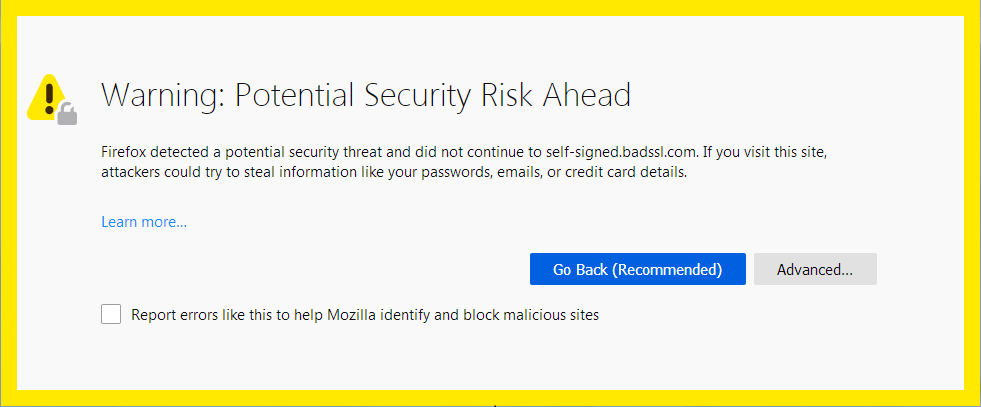 Warning: Potential Security Risk Ahead
Firefox detected a potential security threat and did not continue to self-signed.badssl.com. If you visit this site,
attackers could try to steal information like your passwords, emails, or credit card details.
Learn more...
Go Back (Recommended)
Advanced...
Report errors like this to help Mozilla identify and block malicious sites